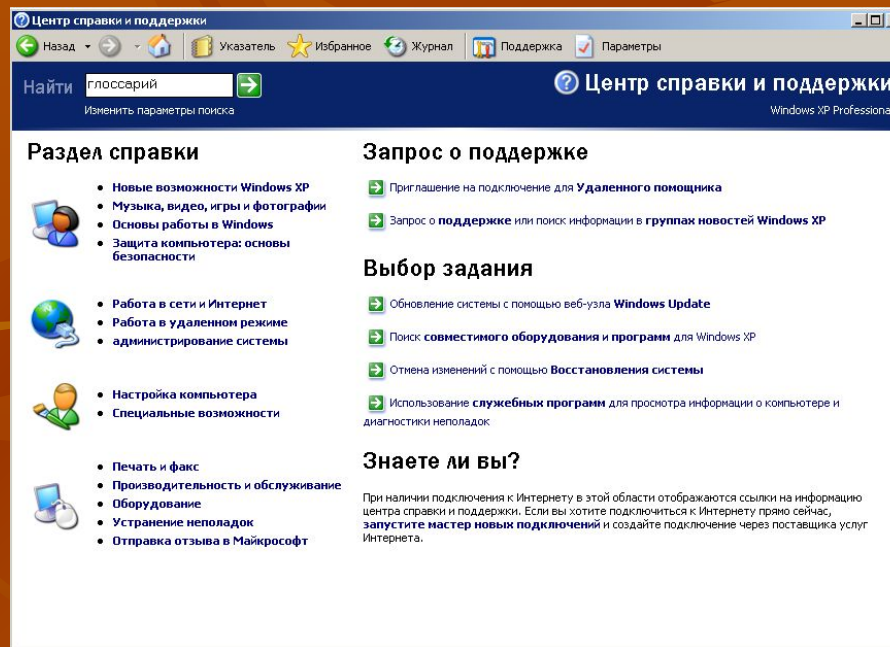 Центр справки и поддержки
Назад Указатель Избранное Журнал Поддержка Параметры
Найти глоссарий
Изменить параметры поиска
Центр справки и поддержки
Windows XP Professional
Раздел справки
Новые возможности Windows XP
Музыка, видео, игры и фотографии
Основы работы в Windows
Защита компьютера: основы
безопасности
Работа в сети и Интернет
Работа в удаленном режиме
администрирование системы
Настройка компьютера
Специальные возможности
Печать и факс
Производительность и обслуживание
Оборудование
Устранение неполадок
Отправка отзыва в Майкрософт
Запрос о поддержке
Приглашение на подключение для Удаленного помощника
Запрос о поддержке или поиск информации в группах новостей Windows XP
Выбор задания
Обновление системы с помощью веб-узла Windows Update
Поиск совместимого оборудования и программ для Windows XP
Отмена изменений с помощью Восстановления системы
Использование служебных программ для просмотра информации о компьютере и
диагностики неполадок
Знаете ли вы?
При наличии подключения к Интернету в этой области отображаются ссылки на информацию
центра справки и поддержки. Если вы хотите подключиться к Интернету прямо сейчас,
запустите мастер новых подключений и создайте подключение через поставщика услуг
Интернета.